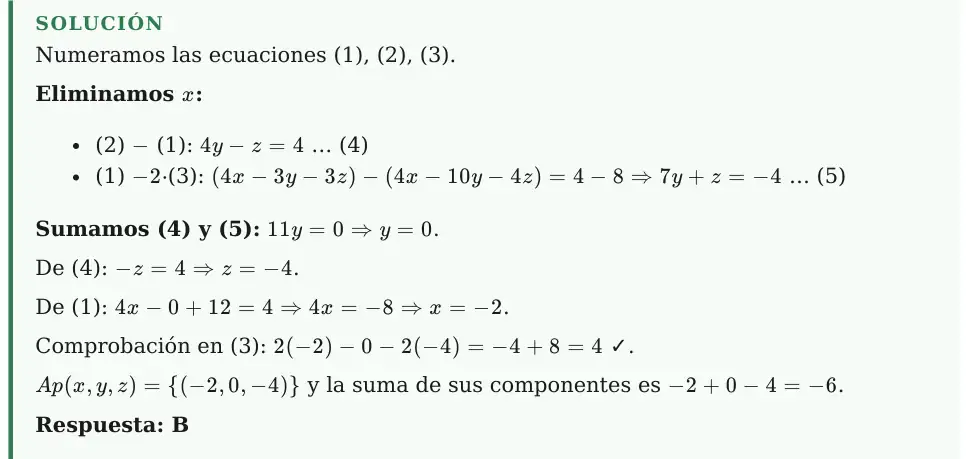 SOLUCIÓN
Numeramos las ecuaciones (1), (2), (3).
Eliminamos x:
• (2) − (1): 4y − z = 4 ... (4)
• (1) −2·(3): (4x − 3y − 3z) − (4x − 10y − 4z) = 4 − 8 ⇒ 7y + z = −4 ... (5)
Sumamos (4) y (5): 11y = 0 ⇒ y = 0.
De (4): −z = 4 ⇒ z = −4.
De (1): 4x − 0 + 12 = 4 ⇒ 4x = −8 ⇒ x = −2.
Comprobación en (3): 2(−2) − 0 − 2(−4) = −4 + 8 = 4 ✓.
Ap(x, y, z) = {(−2, 0, −4)} y la suma de sus componentes es −2 + 0 − 4 = −6.
Respuesta: B